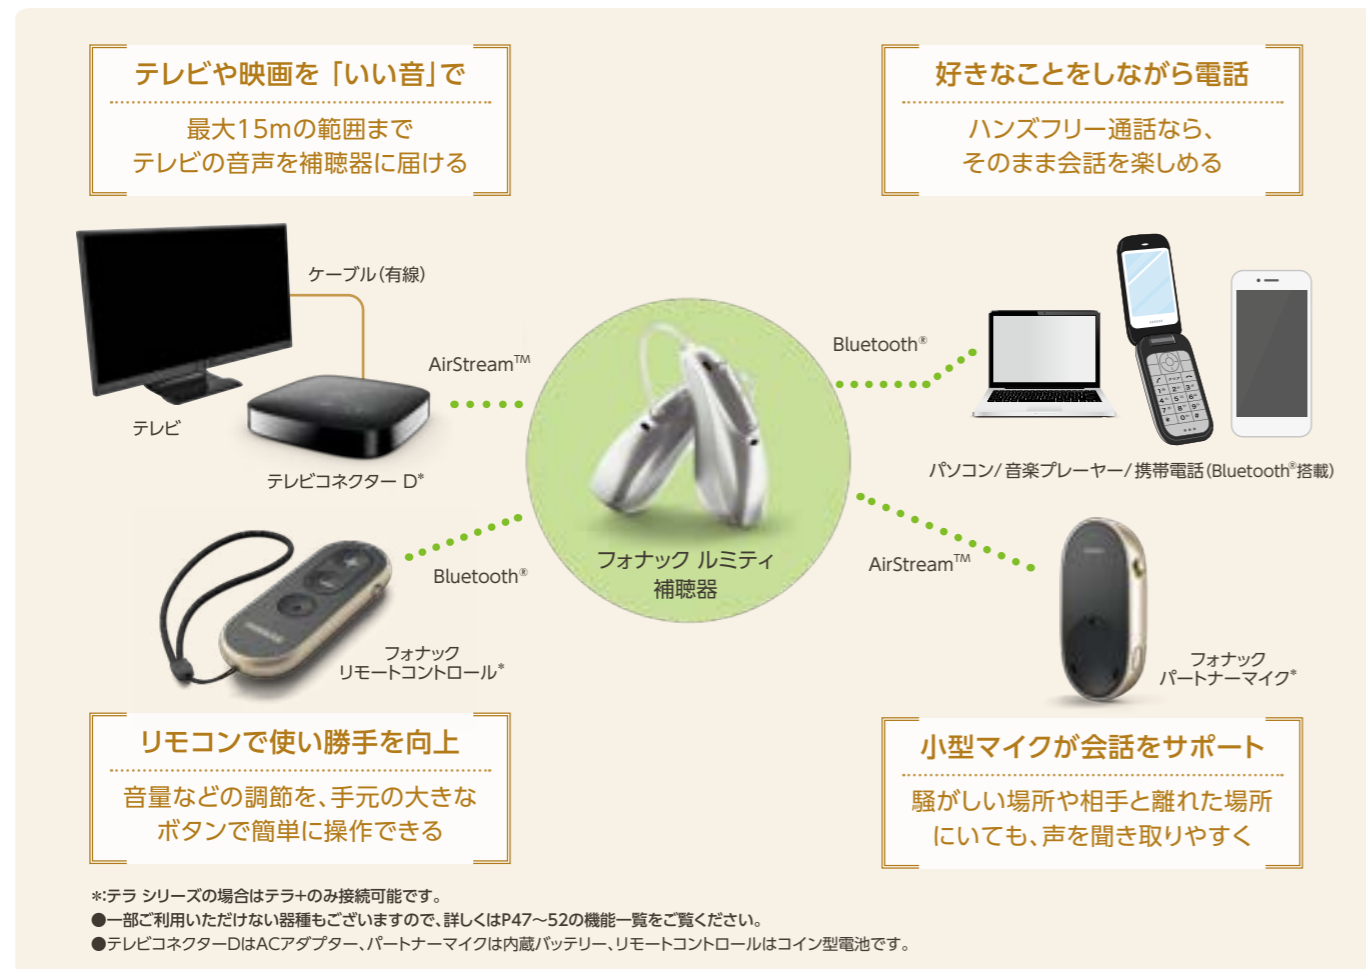 テレビや映画を「いい音」で
最大15mの範囲まで
テレビの音声を補聴器に届ける
好きなことをしながら電話
ハンズフリー通話なら、
そのまま会話を楽しめる
ケーブル(有線)
AirStream™
テレビ
テレビコネクター D*
Bluetooth®
パソコン/音楽プレーヤー/携帯電話(Bluetooth®搭載)
フォナック ルミティ
補聴器
Bluetooth®
フォナック
リモートコントロール*
AirStream™
フォナック
パートナーマイク*
リモコンで使い勝手を向上
音量などの調節を、手元の大きな
ボタンで簡単に操作できる
小型マイクが会話をサポート
騒がしい場所や相手と離れた場所
にいても、声を聞き取りやすく
*:テラ シリーズの場合はテラ+のみ接続可能です。
●一部ご利用いただけない器種もございますので、詳しくはP47～52の機能一覧をご覧ください。
●テレビコネクターDはACアダプター、パートナーマイクは内蔵バッテリー、リモートコントロールはコイン型電池です。